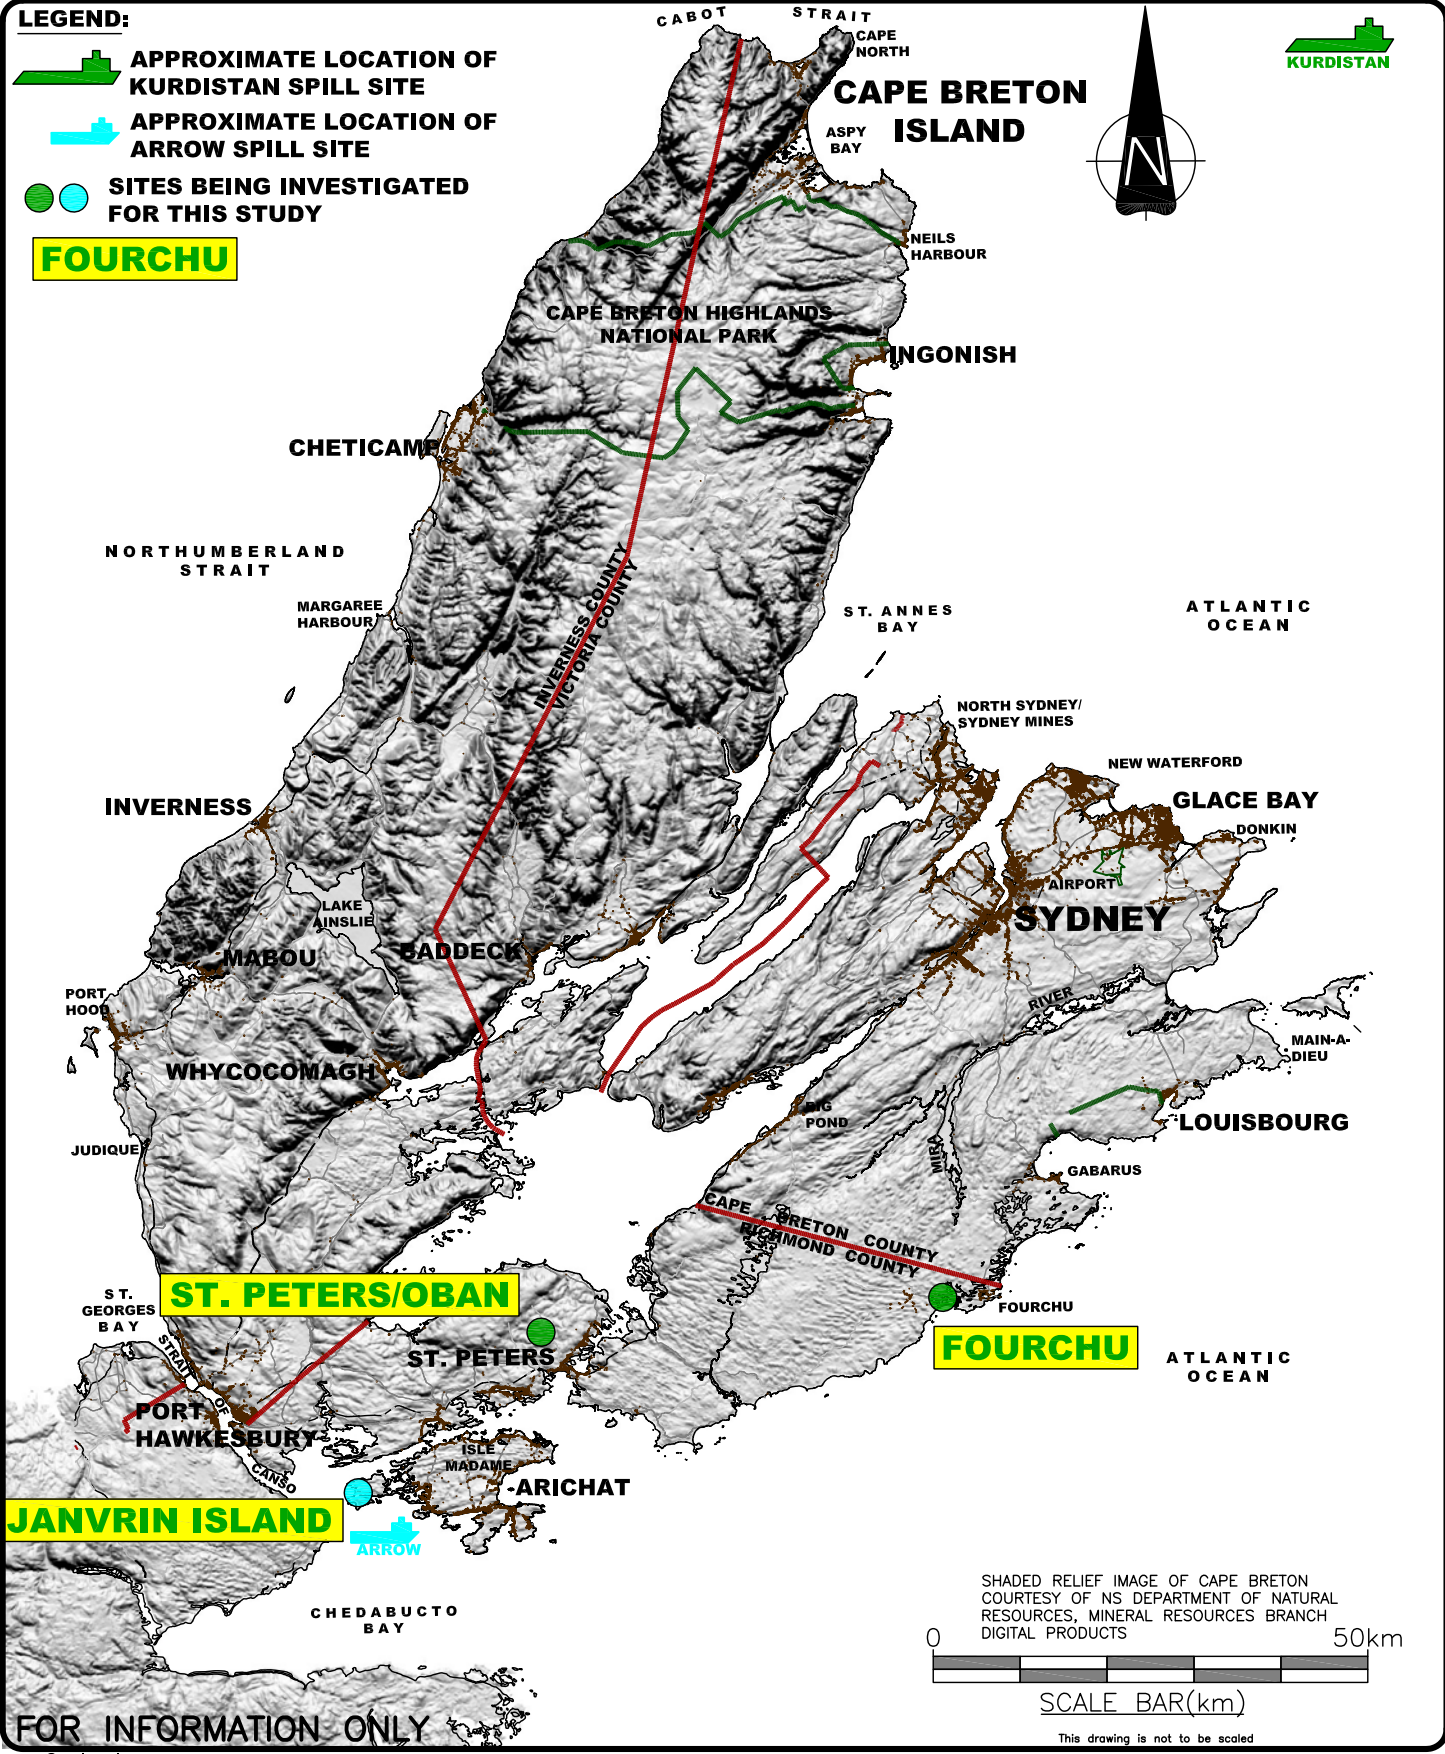 LEGEND:
APPROXIMATE LOCATION OF
KURDISTAN SPILL SITE
APPROXIMATE LOCATION OF
ARROW SPILL SITE
SITES BEING INVESTIGATED
FOR THIS STUDY
FOURCHU
CABOT STRAIT
CAPE
NORTH
KURDISTAN
CAPE BRETON
ISLAND
N
ASPY
BAY
NEILS
HARBOUR
CAPE BRETON HIGHLANDS
NATIONAL PARK
INGONISH
CHETICAMP
NORTHUMBERLAND
STRAIT
MARGAREE
HARBOUR
INVERNESS COUNTY
VICTORIA COUNTY
ST. ANNES
BAY
ATLANTIC
OCEAN
NORTH SYDNEY/
SYDNEY MINES
NEW WATERFORD
GLACE BAY
DONKIN
INVERNESS
LAKE
AINSLIE
AIRPORT
SYDNEY
MABOU
BADDECK
PORT
HOOD
RIVER
MAIN-A-
DIEU
WHYCOCOMAGH
BIG
POND
LOUISBOURG
JUDIQUE
MIRA
GABARUS
CAPE BRETON COUNTY
RICHMOND COUNTY
ST. PETERS/OBAN
ST.
GEORGES
BAY
FOURCHU
FOURCHU
STRAIT
OF
CANSO
ST. PETERS
ATLANTIC
OCEAN
PORT
HAWKESBURY
ISLE
MADAME
ARICHAT
JANVRIN ISLAND
ARROW
CHEDABUCTO
BAY
SHADED RELIEF IMAGE OF CAPE BRETON
COURTESY OF NS DEPARTMENT OF NATURAL
RESOURCES, MINERAL RESOURCES BRANCH
DIGITAL PRODUCTS
0 50km
SCALE BAR(km)
This drawing is not to be scaled
FOR INFORMATION ONLY